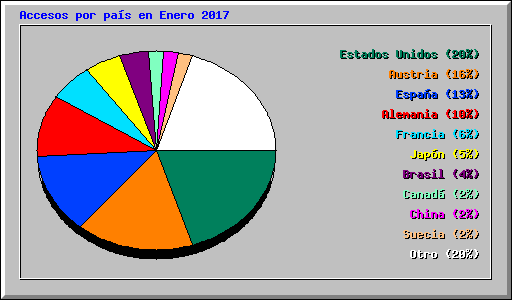 Accesos por país en Enero 2017
Estados Unidos (20%)
Austria (16%)
España (13%)
Alemania (10%)
Francia (6%)
Japón (5%)
Brasil (4%)
Canadá (2%)
China (2%)
Suecia (2%)
Otro (20%)